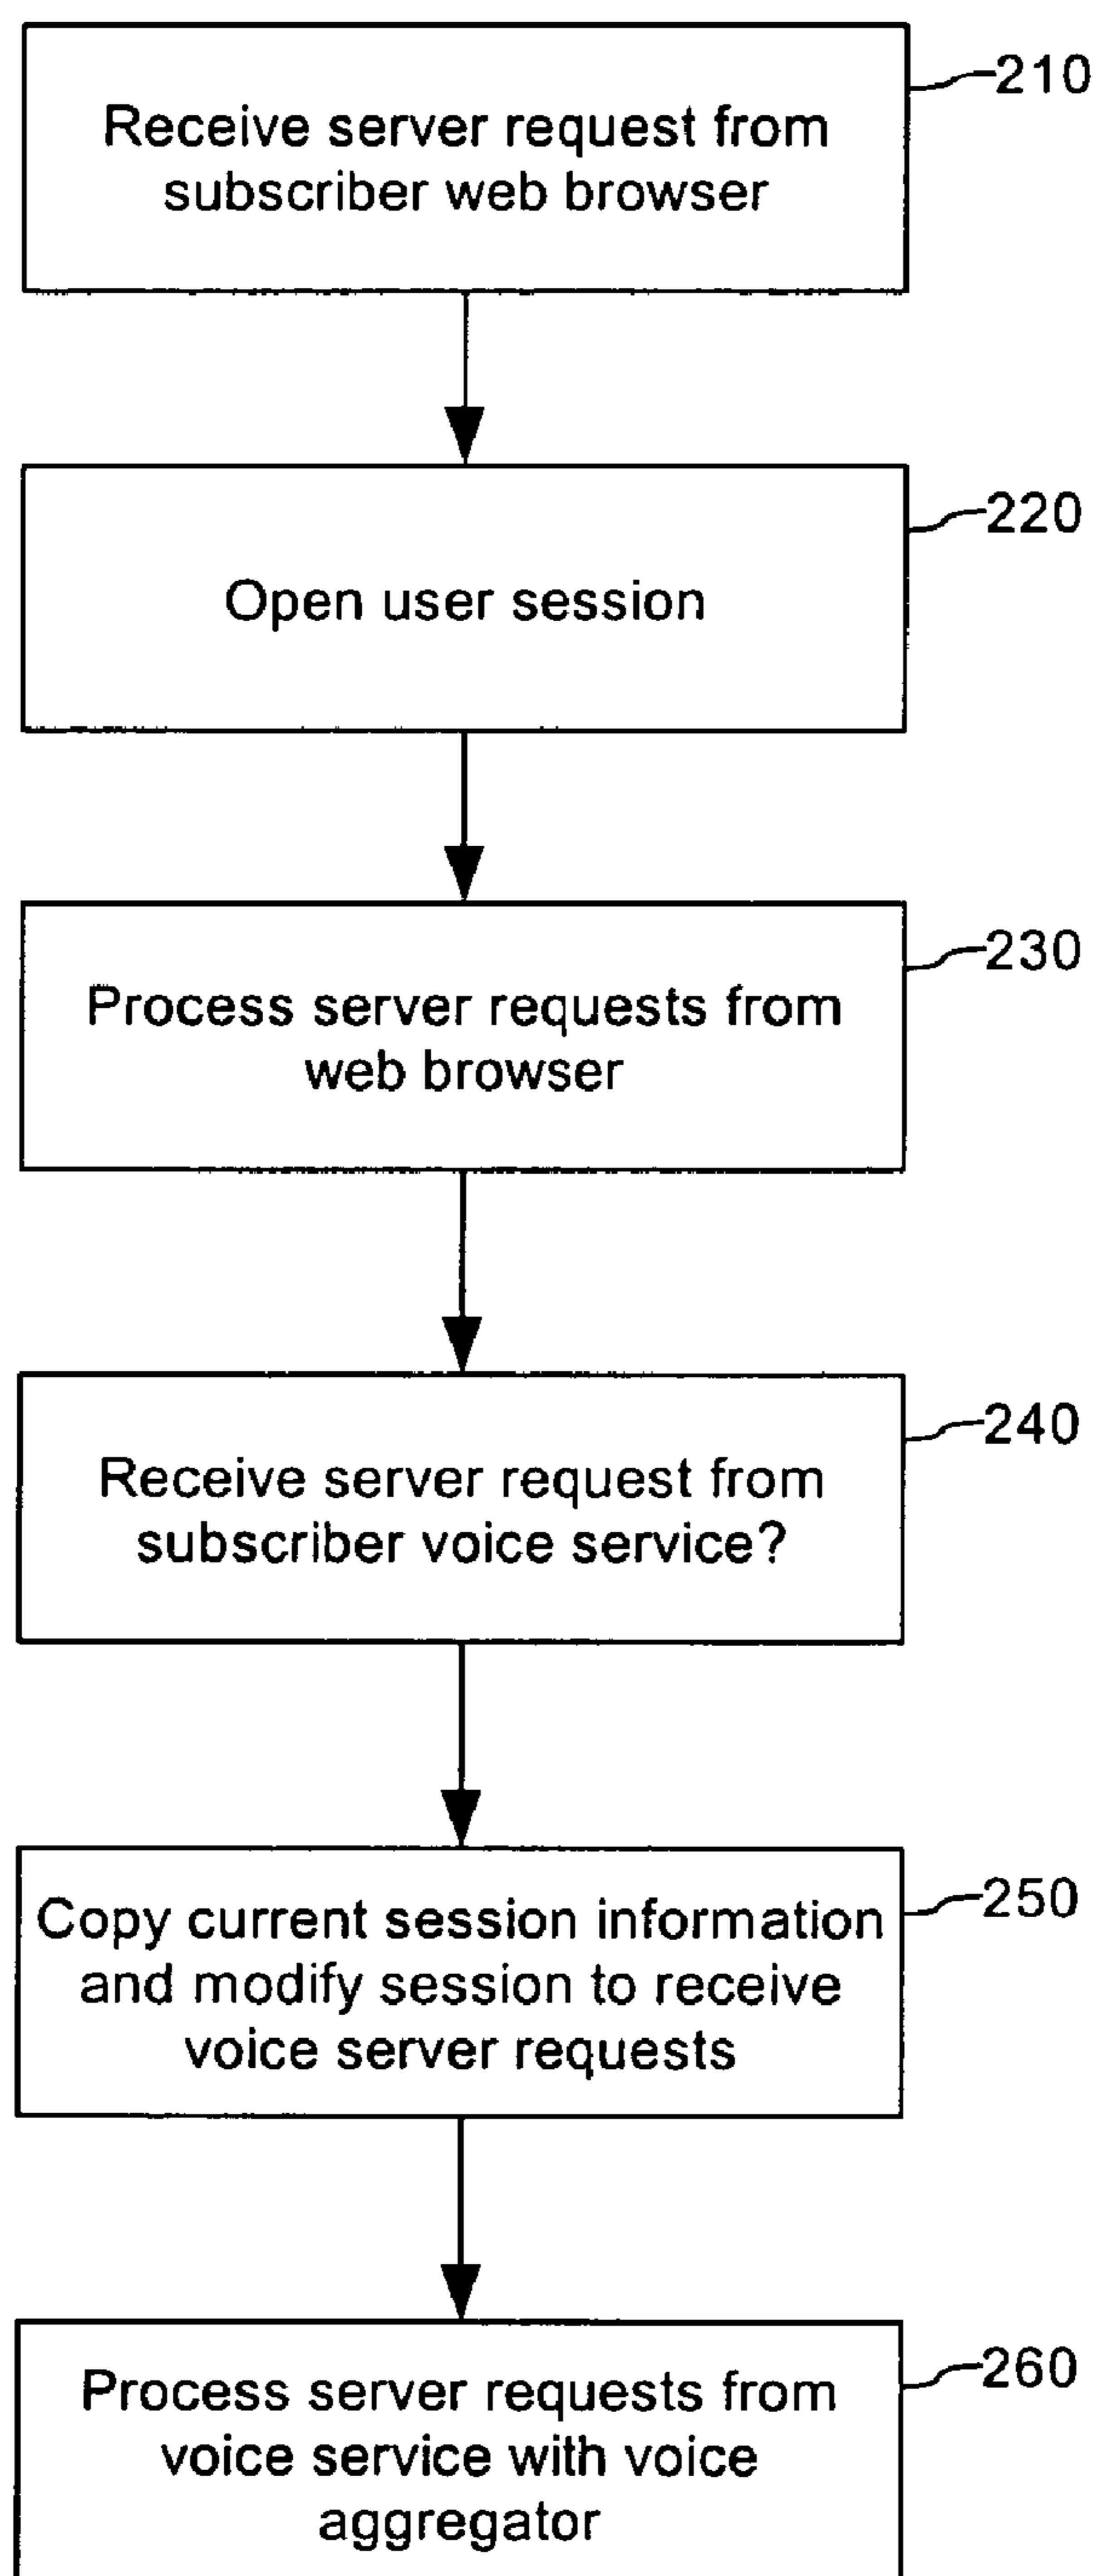 210
Receive server request from
subscriber web browser
220
Open user session
230
Process server requests from
web browser
240
Receive server request from
subscriber voice service?
250
Copy current session information
and modify session to receive
voice server requests
260
Process server requests from
voice service with voice
aggregator